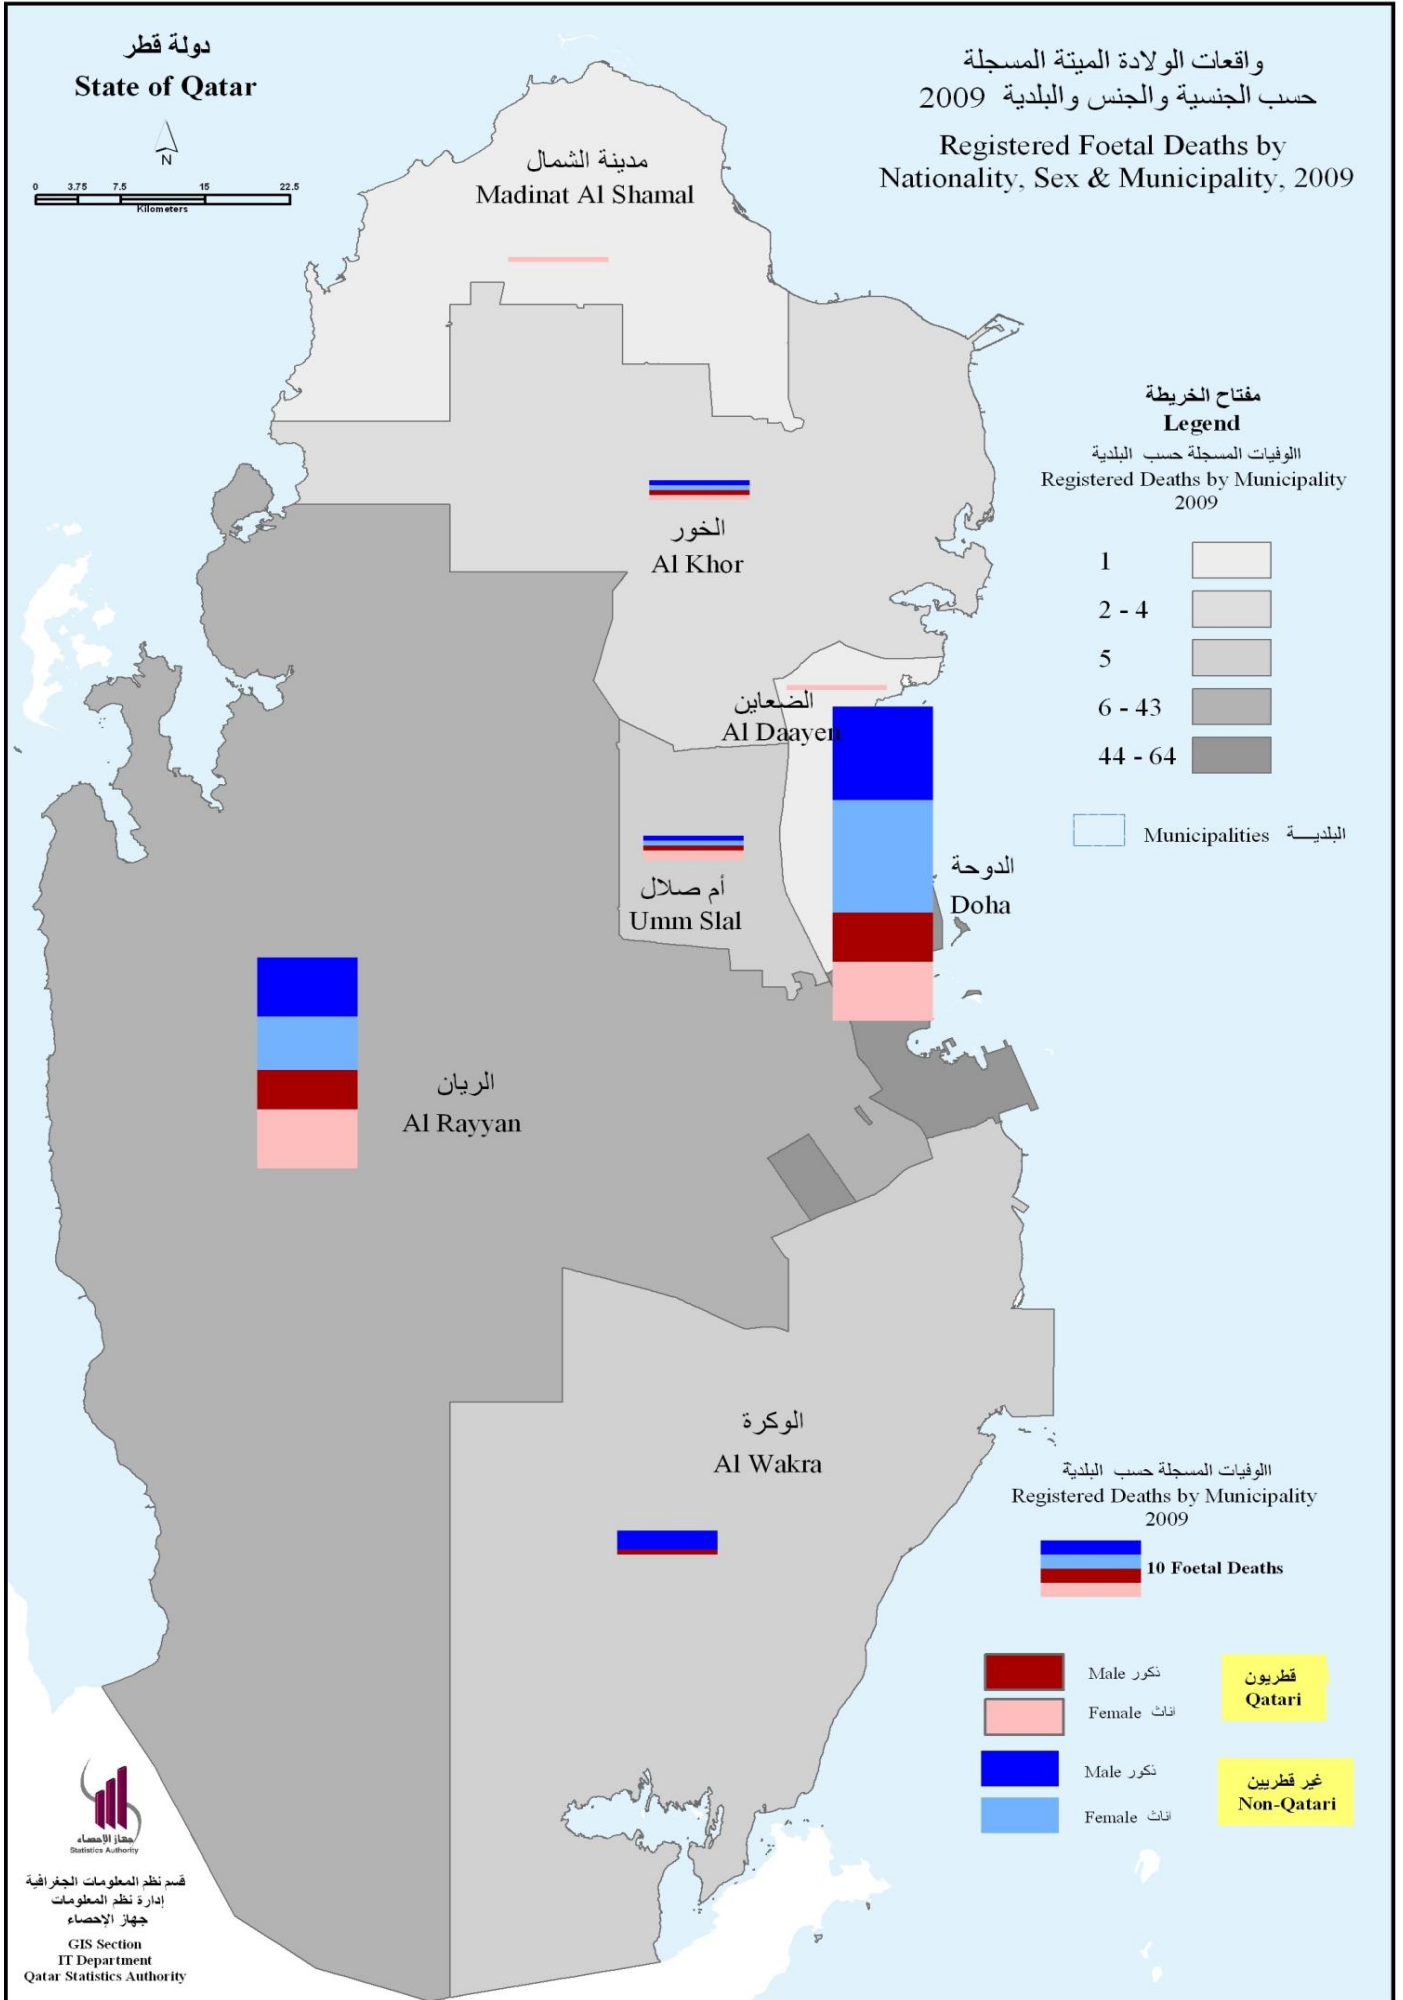 دولة قطر
State of Qatar
N
0 3.75 7.5 15 22.5
Kilometers
واقعات الولادة الميتة المسجلة
حسب الجنسية والجنس والبلدية 2009
Registered Foetal Deaths by
Nationality, Sex & Municipality, 2009
مدينة الشمال
Madinat Al Shamal
الخور
Al Khor
الضعاين
Al Daayen
أم صلال
Umm Slal
الدوحة
Doha
الريان
Al Rayyan
الوكرة
Al Wakra
مفتاح الخريطة
Legend
االوفيات المسجلة حسب البلدية
Registered Deaths by Municipality
2009
1
2 - 4
5
6 - 43
44 - 64
Municipalities البلديـــة
االوفيات المسجلة حسب البلدية
Registered Deaths by Municipality
2009
10 Foetal Deaths
Male ذكور
Female اناث
قطريون
Qatari
Male ذكور
Female اناث
غير قطريين
Non-Qatari
جهاز الإحصاء
Statistics Authority
قسم نظم المعلومات الجغرافية
إدارة نظم المعلومات
جهاز الإحصاء
GIS Section
IT Department
Qatar Statistics Authority